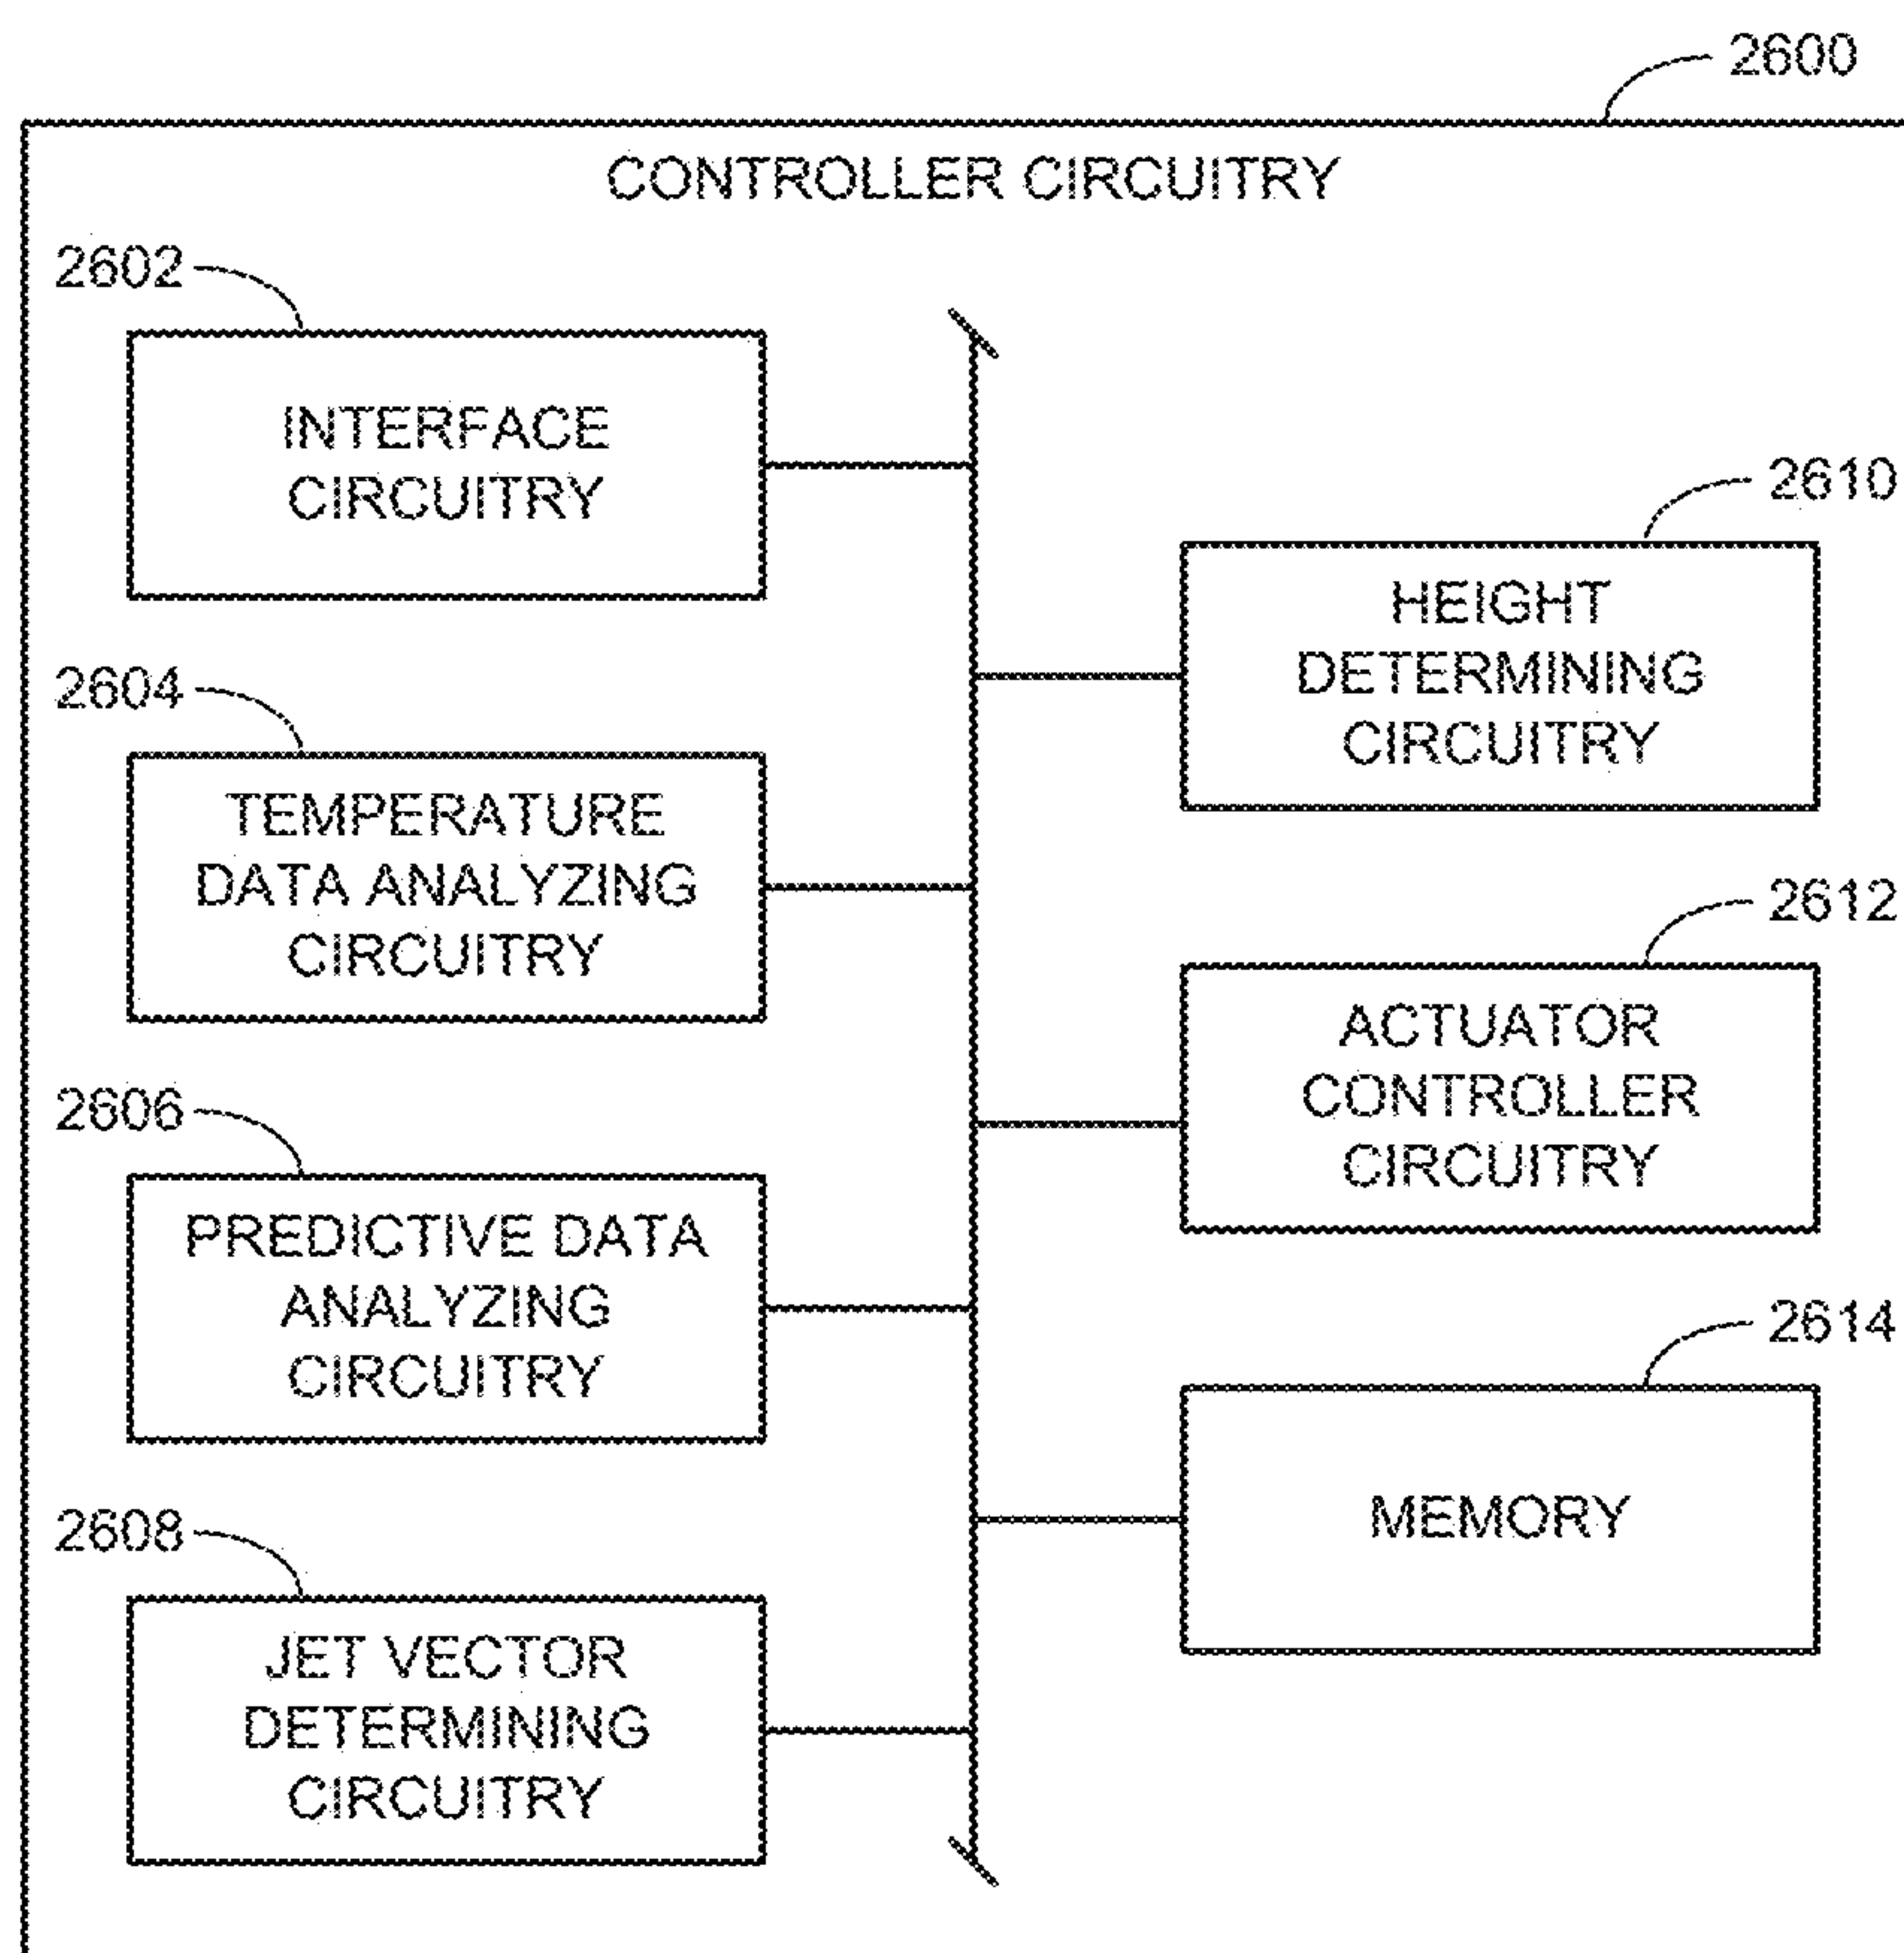 2600
CONTROLLER CIRCUITRY
2602
INTERFACE
CIRCUITRY
2604
TEMPERATURE
DATA ANALYZING
CIRCUITRY
2606
PREDICTIVE DATA
ANALYZING
CIRCUITRY
2608
JET VECTOR
DETERMINING
CIRCUITRY
2610
HEIGHT
DETERMINING
CIRCUITRY
2612
ACTUATOR
CONTROLLER
CIRCUITRY
2614
MEMORY